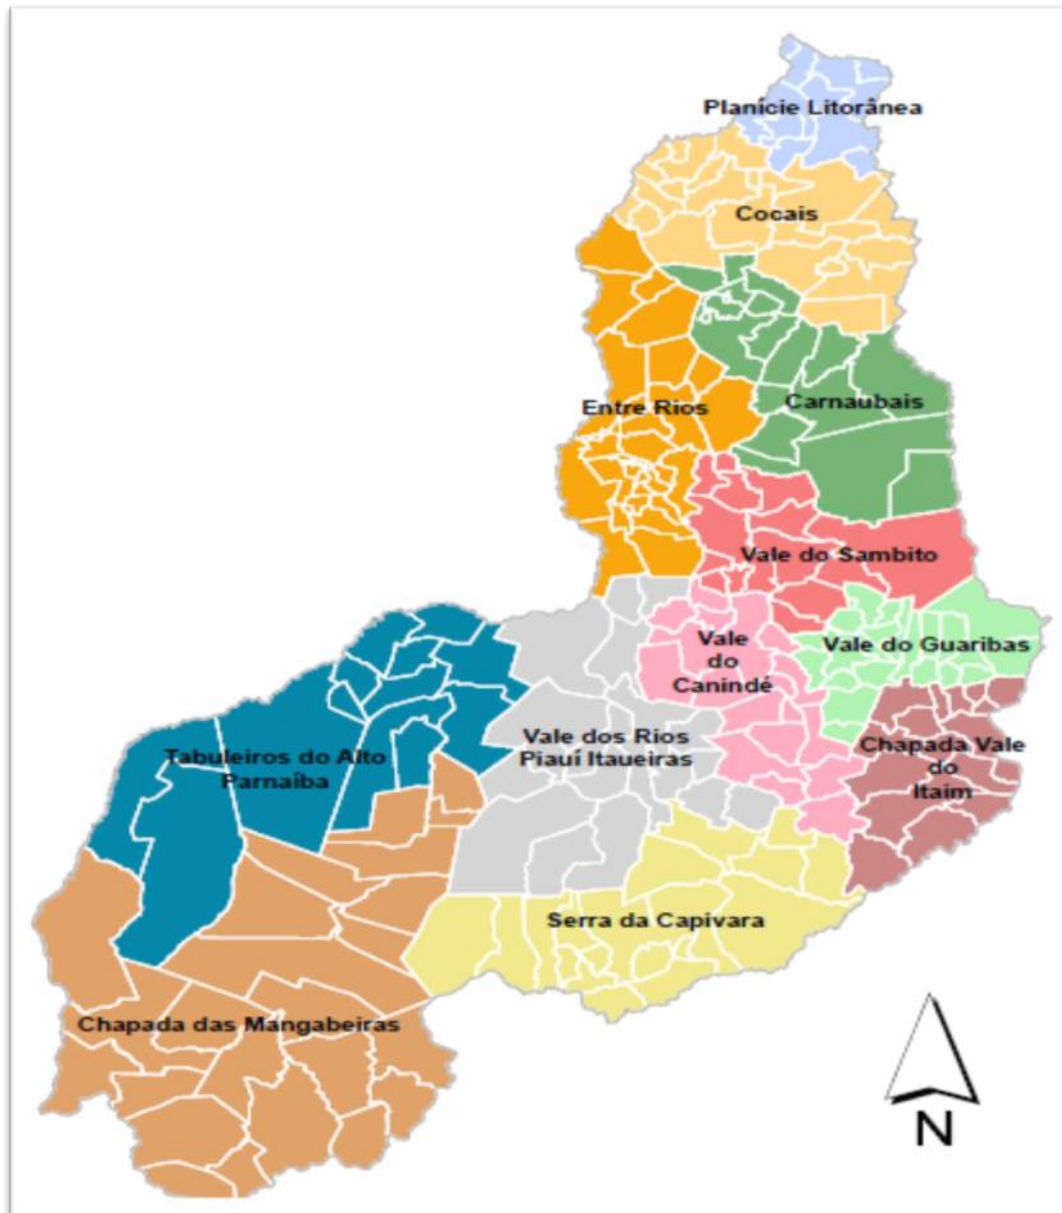 Planície Litorânea
Cocais
Carnaubais
Entre Rios
Vale do Sambito
Vale do Guaribas
Vale
do
Canindé
Chapada Vale
do
Itaim
Vale dos Rios
Piauí Itaueiras
Tabuleiros do Alto
Parnaíba
Serra da Capivara
Chapada das Mangabeiras
N